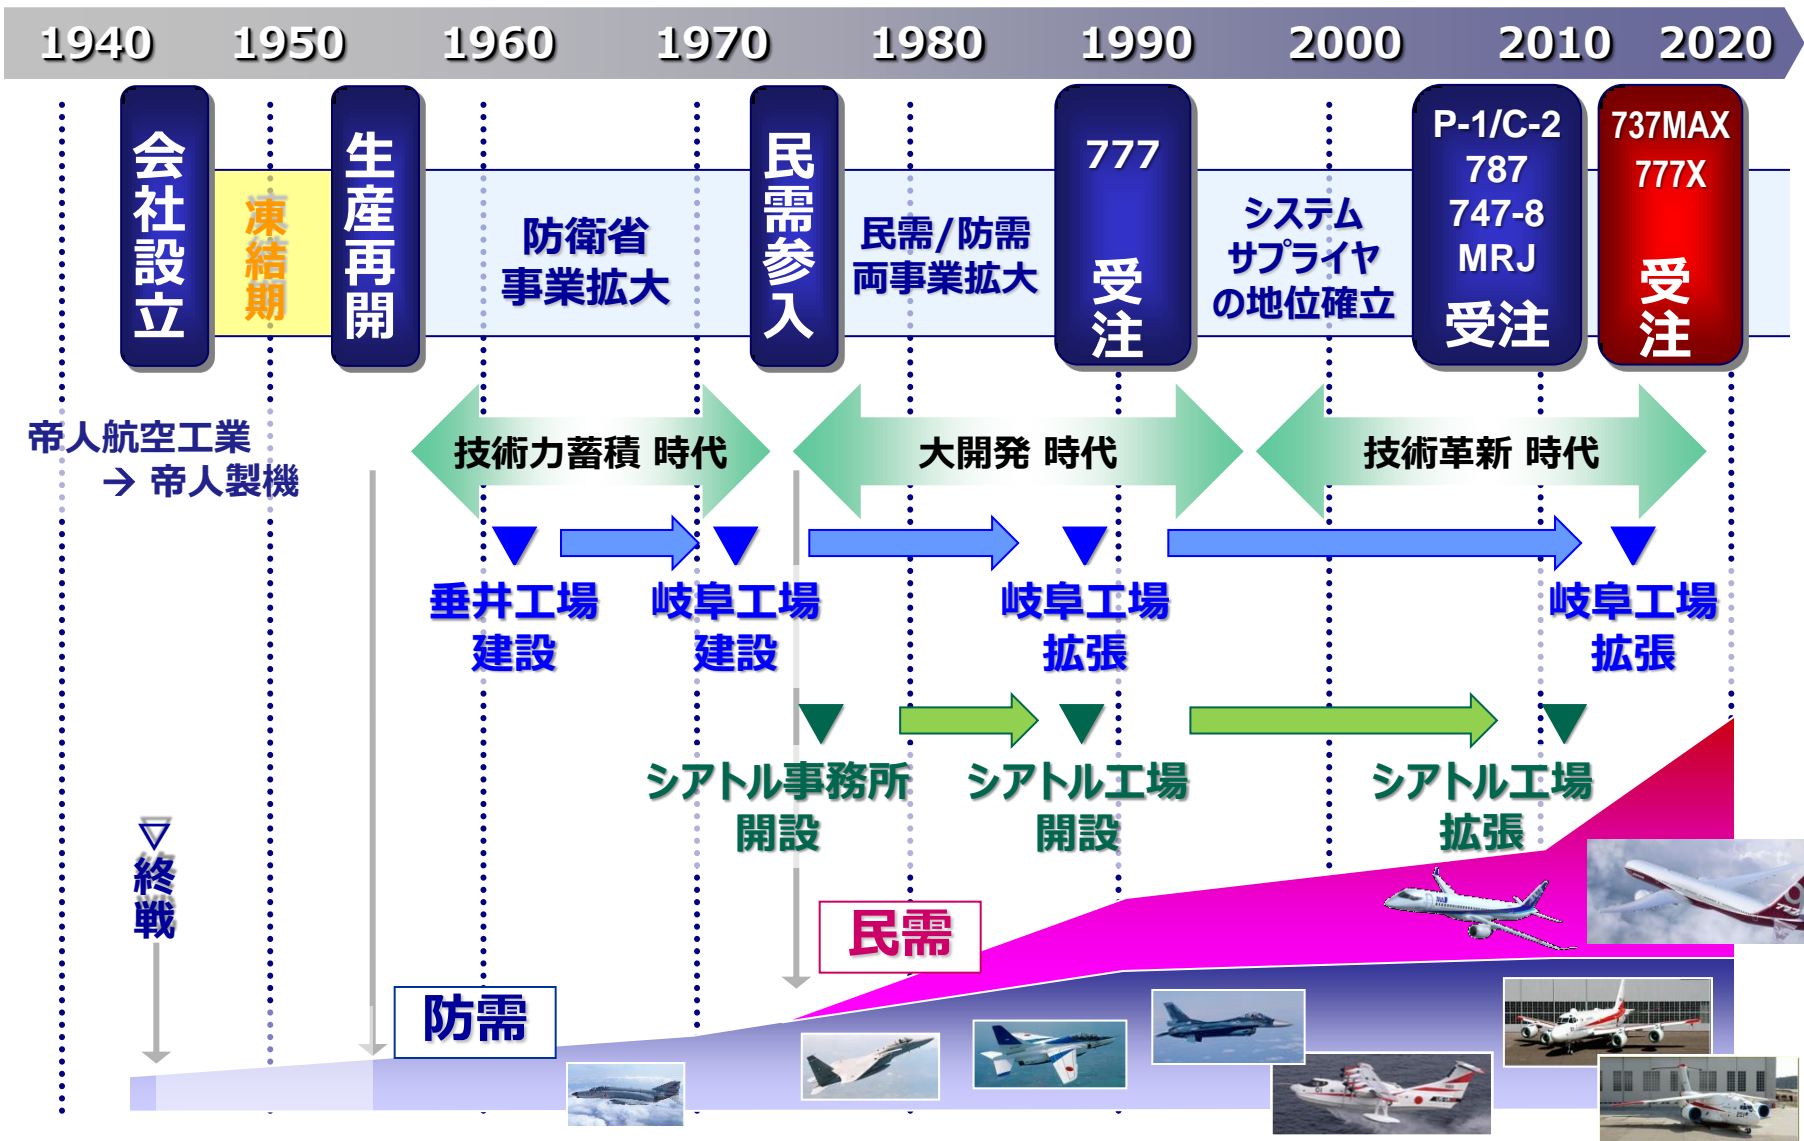 1940 1950 1960 1970 1980 1990 2000 2010 2020
会社設立
凍結期
生産再開
防衛省
事業拡大
民需参入
民需/防需
両事業拡大
777
受注
システム
サプライヤ
の地位確立
P-1/C-2
787
747-8
MRJ
受注
737MAX
777X
受注
帝人航空工業
→ 帝人製機
技術力蓄積 時代
大開発 時代
技術革新 時代
垂井工場
建設
岐阜工場
建設
岐阜工場
拡張
岐阜工場
拡張
シアトル事務所
開設
シアトル工場
開設
シアトル工場
拡張
▽終戦
民需
防需